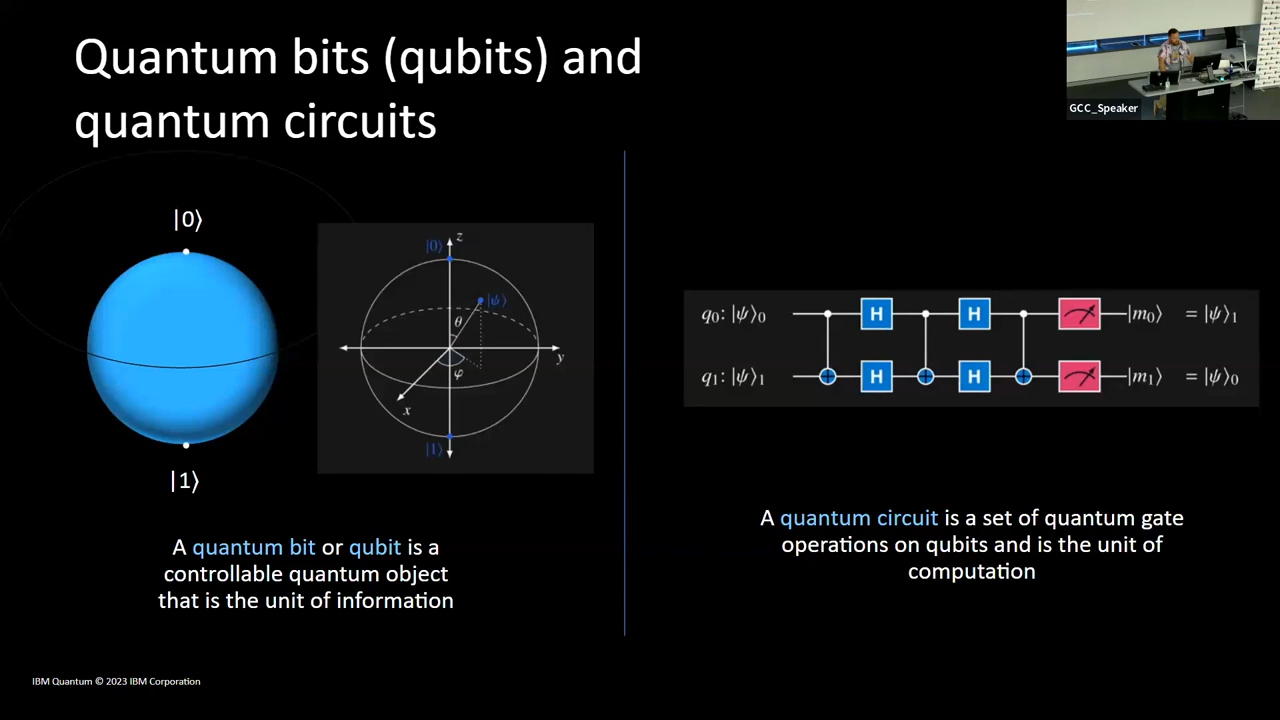 Quantum bits (qubits) and
quantum circuits
GCC_Speaker
|0⟩
|1⟩
|0⟩
z
|ψ⟩
θ
φ
y
x
|1⟩
A quantum bit or qubit is a
controllable quantum object
that is the unit of information
q₀: |ψ⟩₀ H H |m₀⟩ = |ψ⟩₁
q₁: |ψ⟩₁ H H |m₁⟩ = |ψ⟩₀
A quantum circuit is a set of quantum gate
operations on qubits and is the unit of
computation
IBM Quantum © 2023 IBM Corporation